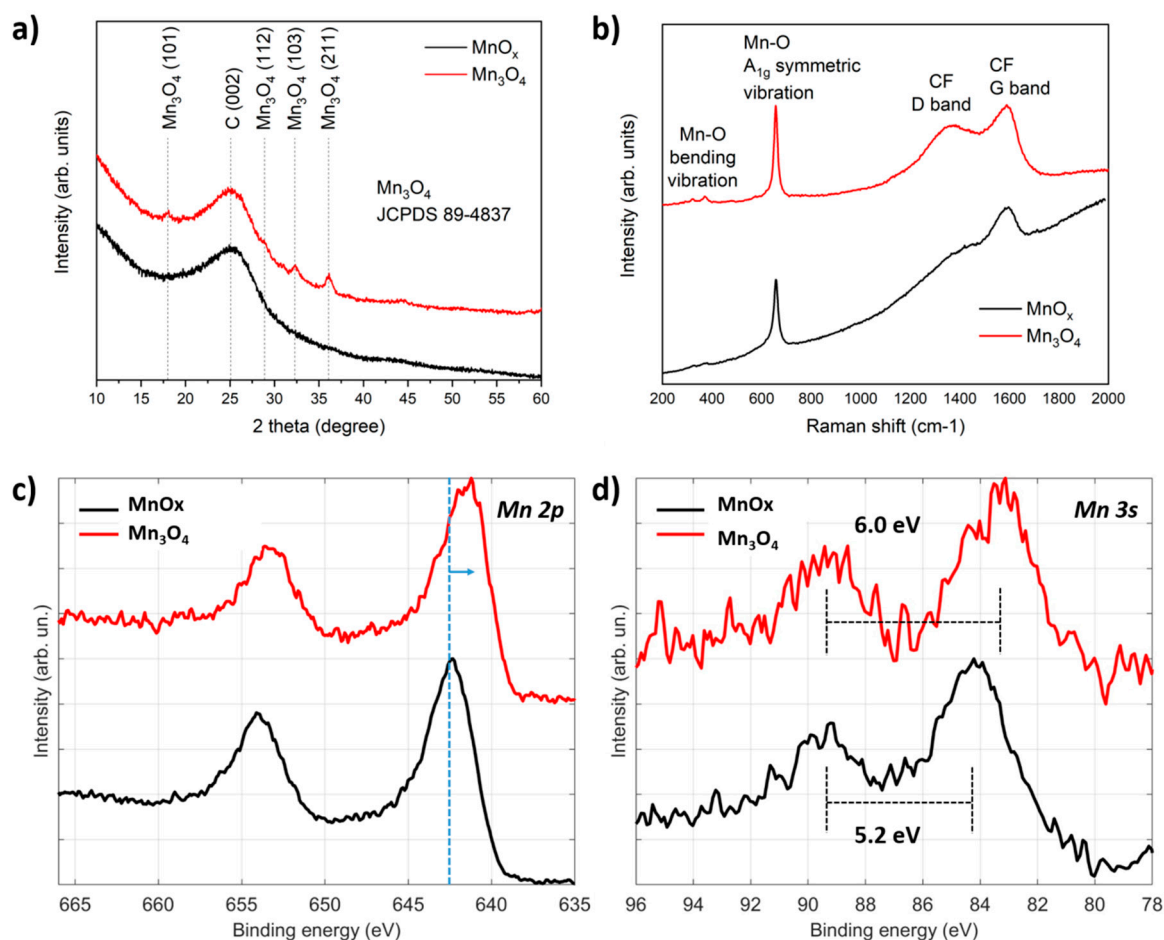 a)
Mn₃O₄ (101)
C (002)
Mn₃O₄ (112)
Mn₃O₄ (103)
Mn₃O₄ (211)
MnOₓ
Mn₃O₄
Mn₃O₄
JCPDS 89-4837
Intensity (arb. units)
10 15 20 25 30 35 40 45 50 55 60
2 theta (degree)
b)
Mn-O
A₁g symmetric
vibration
CF
D band
CF
G band
Mn-O
bending
vibration
MnOₓ
Mn₃O₄
Intensity (arb. units)
200 400 600 800 1000 1200 1400 1600 1800 2000
Raman shift (cm-1)
c)
MnOx
Mn₃O₄
Mn 2p
Intensity (arb. un.)
665 660 655 650 645 640 635
Binding energy (eV)
d)
MnOx
Mn₃O₄
Mn 3s
6.0 eV
5.2 eV
Intensity (arb. un.)
96 94 92 90 88 86 84 82 80 78
Binding energy (eV)